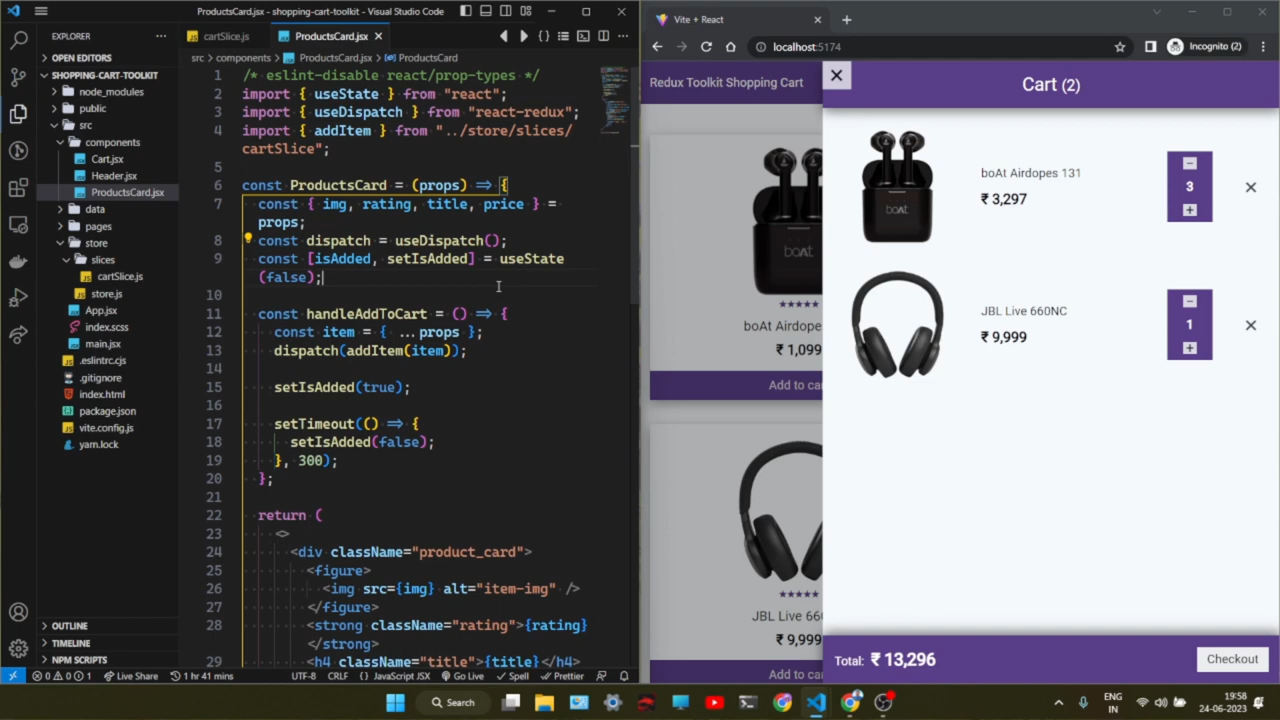 ProductsCard.jsx - shopping-cart-toolkit - Visual Studio Code
EXPLORER
OPEN EDITORS
SHOPPING-CART-TOOLKIT
node_modules
public
src
components
Cart.jsx
Header.jsx
ProductsCard.jsx
data
pages
store
slices
cartSlice.js
store.js
App.jsx
index.scss
main.jsx
.eslintrc.cjs
.gitignore
index.html
package.json
vite.config.js
yarn.lock
OUTLINE
TIMELINE
NPM SCRIPTS
cartSlice.js
ProductsCard.jsx
src > components > ProductsCard.jsx > ProductsCard
1 /* eslint-disable react/prop-types */
2 import { useState } from "react";
3 import { useDispatch } from "react-redux";
4 import { addItem } from "../store/slices/
cartSlice";
5
6 const ProductsCard = (props) => {
7 const { img, rating, title, price } =
props;
8 const dispatch = useDispatch();
9 const [isAdded, setIsAdded] = useState
(false);
10
11 const handleAddToCart = () => {
12 const item = { ...props };
13 dispatch(addItem(item));
14
15 setIsAdded(true);
16
17 setTimeout(() => {
18 setIsAdded(false);
19 }, 300);
20 };
21
22 return (
23 <>
24 <div className="product_card">
25 <figure>
26 <img src={img} alt="item-img" />
27 </figure>
28 <strong className="rating">{rating}
</strong>
29 <h4 className="title">{title}</h4>
0 0 1
Live Share
1 hr 41 mins
UTF-8
CRLF
{} JavaScript JSX
Go Live
Spell
Prettier
Vite + React
localhost:5174
Incognito (2)
Redux Toolkit Shopping Cart
boAt
boAt Airdope
₹ 1,099
Add to car
JBL Live 66
₹ 9,999
Add to car
Cart (2)
boAt
boAt Airdopes 131
₹ 3,297
3
JBL Live 660NC
₹ 9,999
1
Total: ₹ 13,296
Checkout
Search
ENG
IN
19:58
24-06-2023